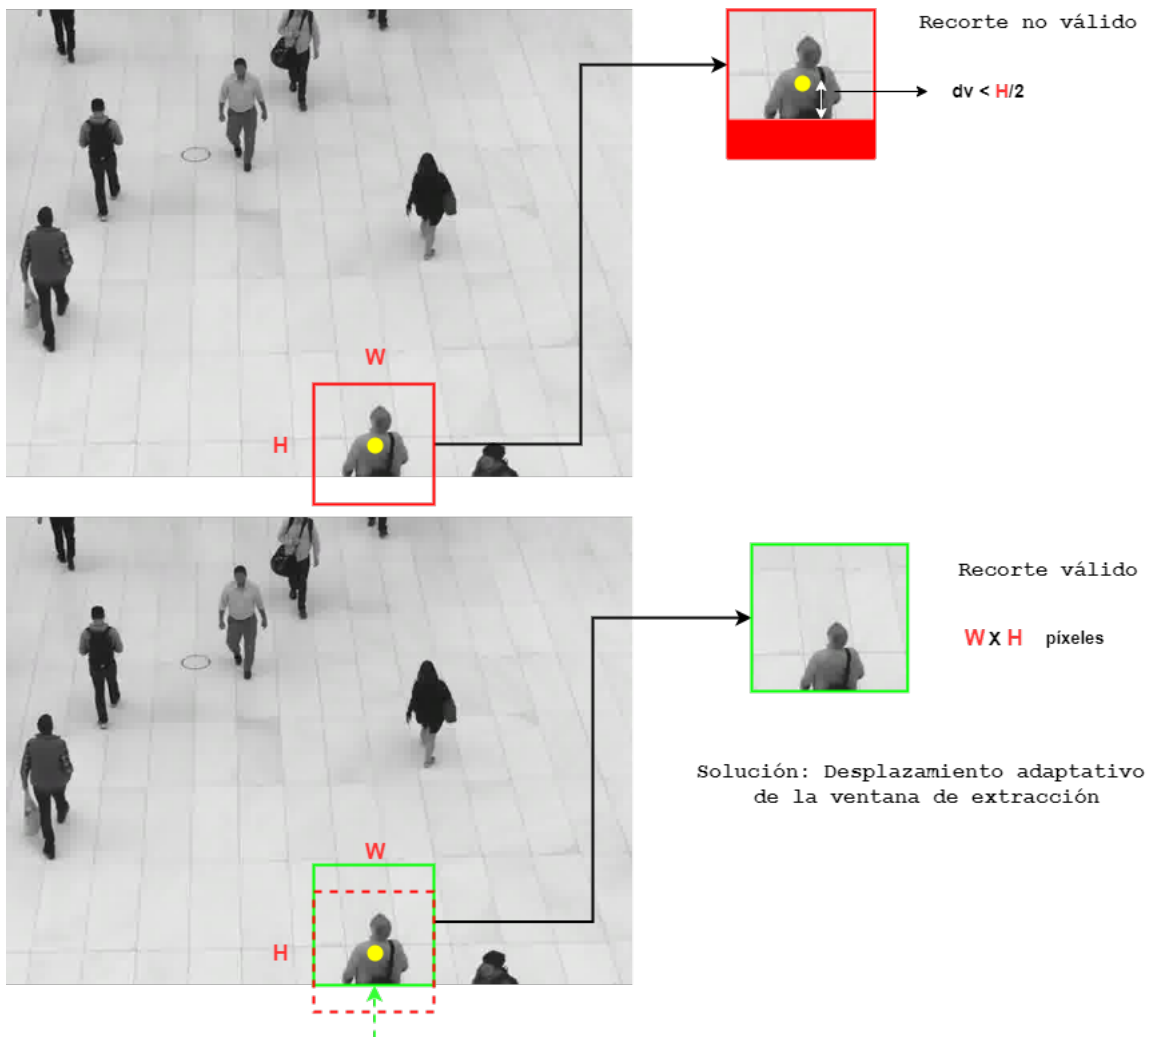 Recorte no válido
dv < H/2
W
H
Recorte válido
W X H píxeles
Solución: Desplazamiento adaptativo
de la ventana de extracción
W
H